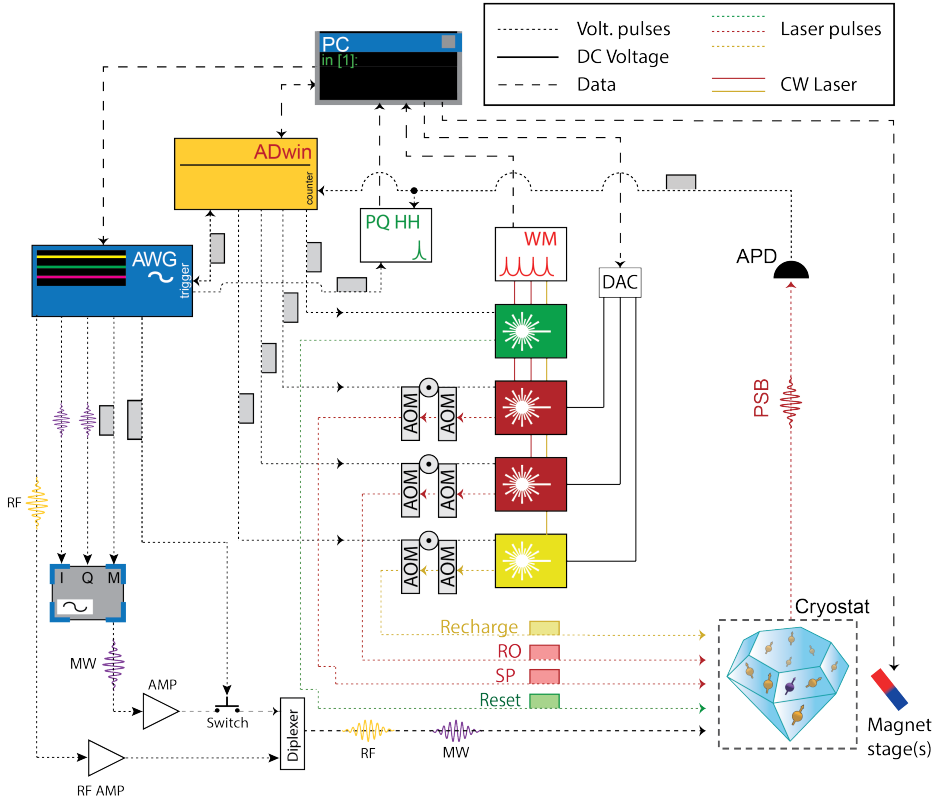 PC
in [1]:
Volt. pulses
Laser pulses
DC Voltage
Data
CW Laser
ADwin
counter
PQ HH
WM
AWG
trigger
DAC
APD
AOM
AOM
PSB
AOM
AOM
RF
AOM
AOM
I Q M
Cryostat
Recharge
RO
MW
SP
AMP
Reset
Switch
Diplexer
RF
MW
Magnet
stage(s)
RF AMP